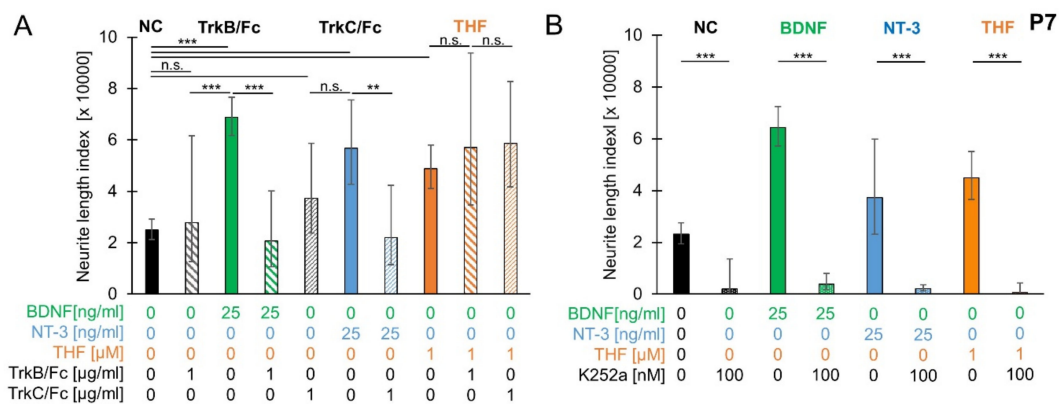 A NC TrkB/Fc TrkC/Fc THF
10
8
6
4
2
0
Neurite length index [x 10000]
*** n.s. n.s.
n.s.
*** *** n.s. **
BDNF[ng/ml] 0 0 25 25 0 0 0 0 0 0
NT-3 [ng/ml] 0 0 0 0 0 25 25 0 0 0
THF [µM] 0 0 0 0 0 0 0 1 1 1
TrkB/Fc [µg/ml] 0 1 0 1 0 0 0 0 1 0
TrkC/Fc [µg/ml] 0 0 0 0 1 0 1 0 0 1
B NC BDNF NT-3 THF P7
10
8
6
4
2
0
Neurite length indexl [x 10000]
*** *** *** ***
BDNF[ng/ml] 0 0 25 25 0 0 0 0
NT-3 [ng/ml] 0 0 0 0 25 25 0 0
THF [µM] 0 0 0 0 0 0 1 1
K252a [nM] 0 100 0 100 0 100 0 100